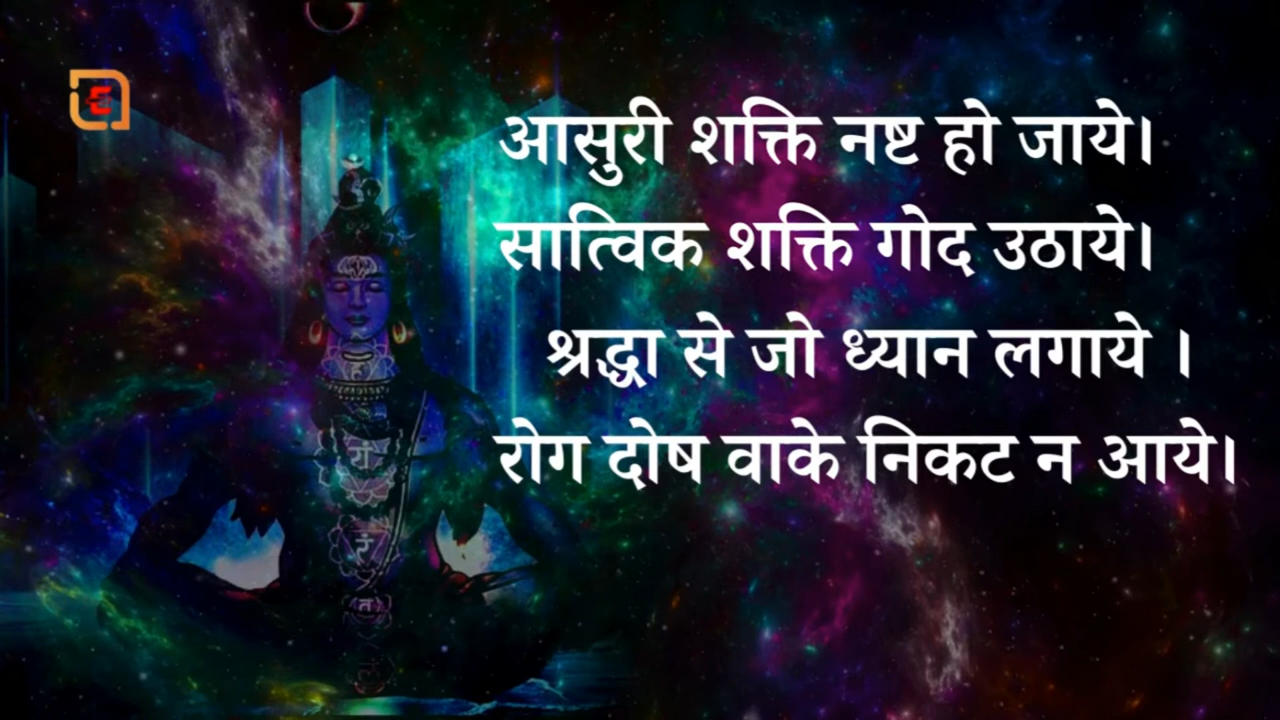 आसुरी शक्ति नष्ट हो जाये।
सात्विक शक्ति गोद उठाये।
श्रद्धा से जो ध्यान लगाये ।
रोग दोष वाके निकट न आये।
E
रं